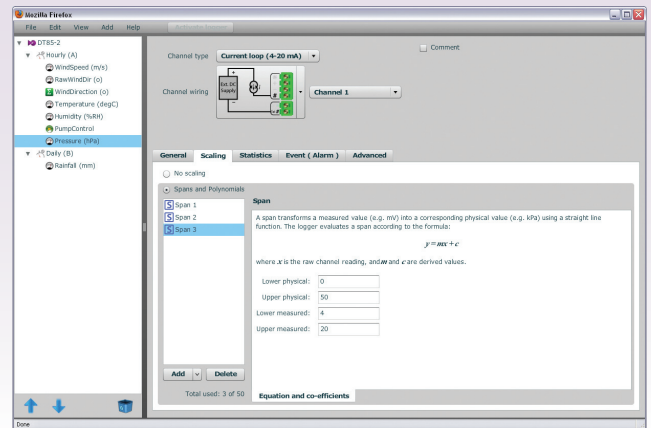 Mozilla Firefox
File Edit View Add Help
DT85-2
Hourly (A)
WindSpeed (m/s)
RawWindDir (o)
WindDirection (o)
Temperature (degC)
Humidity (%RH)
PumpControl
Pressure (hPa)
Daily (B)
Rainfall (mm)
Channel type Current loop (4-20 mA)
Comment
Channel wiring Ext. DC Supply + - # Channel 1
General Scaling Statistics Event ( Alarm ) Advanced
No scaling
Spans and Polynomials
S Span 1
S Span 2
S Span 3
Add Delete
Total used: 3 of 50
Span
A span transforms a measured value (e.g. mV) into a corresponding physical value (e.g. kPa) using a straight line
function. The logger evaluates a span according to the formula:
y=mx+c
where x is the raw channel reading, and m and c are derived values.
Lower physical: 0
Upper physical: 50
Lower measured: 4
Upper measured: 20
Equation and co-efficients
Done